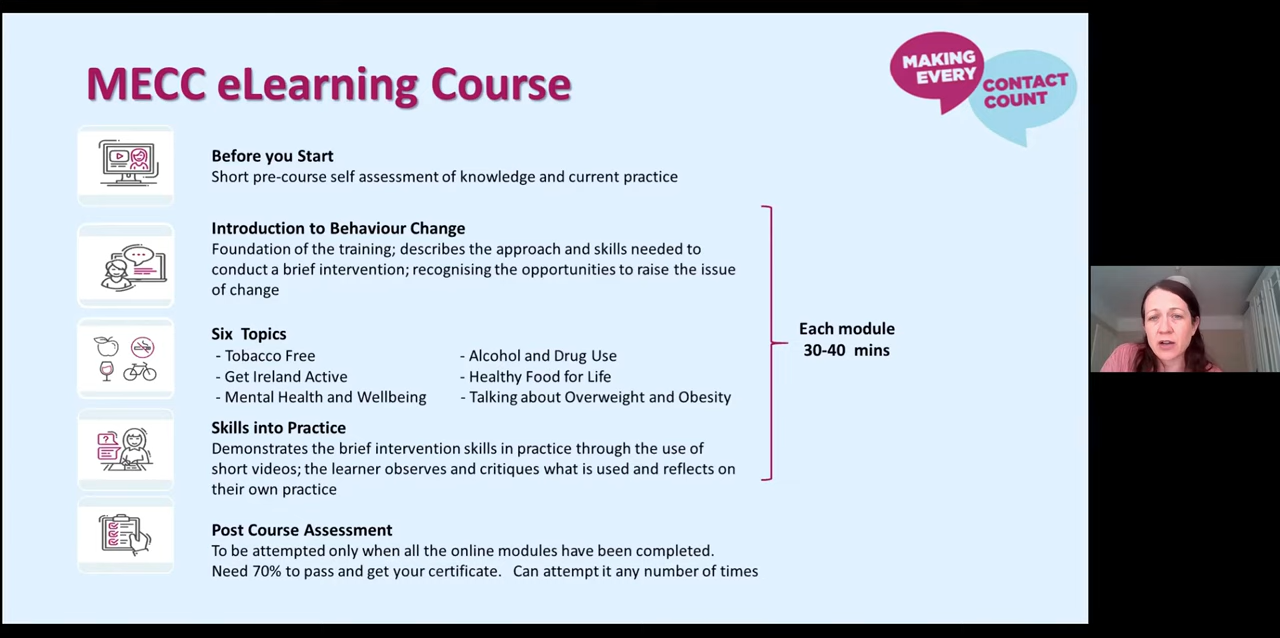 MECC eLearning Course
MAKING
EVERY
CONTACT
COUNT
Before you Start
Short pre-course self assessment of knowledge and current practice
Introduction to Behaviour Change
Foundation of the training; describes the approach and skills needed to
conduct a brief intervention; recognising the opportunities to raise the issue
of change
Six Topics
- Tobacco Free
- Get Ireland Active
- Mental Health and Wellbeing
- Alcohol and Drug Use
- Healthy Food for Life
- Talking about Overweight and Obesity
Skills into Practice
Demonstrates the brief intervention skills in practice through the use of
short videos; the learner observes and critiques what is used and reflects on
their own practice
Each module
30-40 mins
Post Course Assessment
To be attempted only when all the online modules have been completed.
Need 70% to pass and get your certificate. Can attempt it any number of times